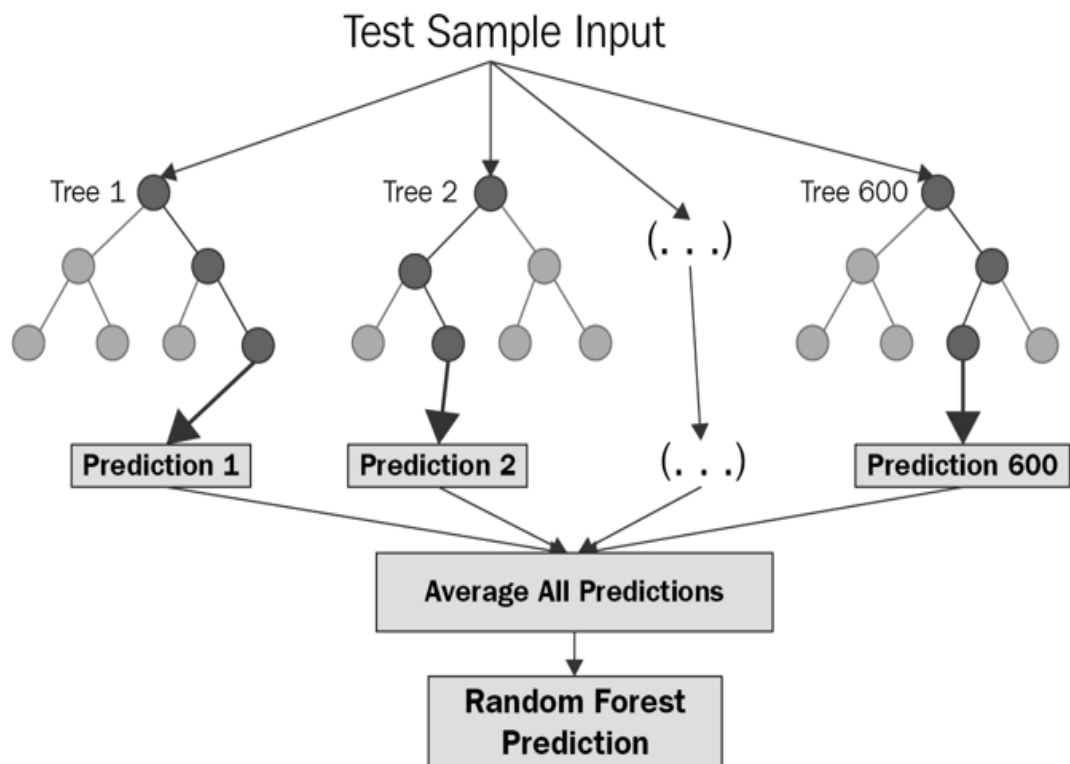 Test Sample Input
Tree 1
Tree 2
Tree 600
(. . .)
(. . .)
Prediction 1
Prediction 2
Prediction 600
Average All Predictions
Random Forest
Prediction